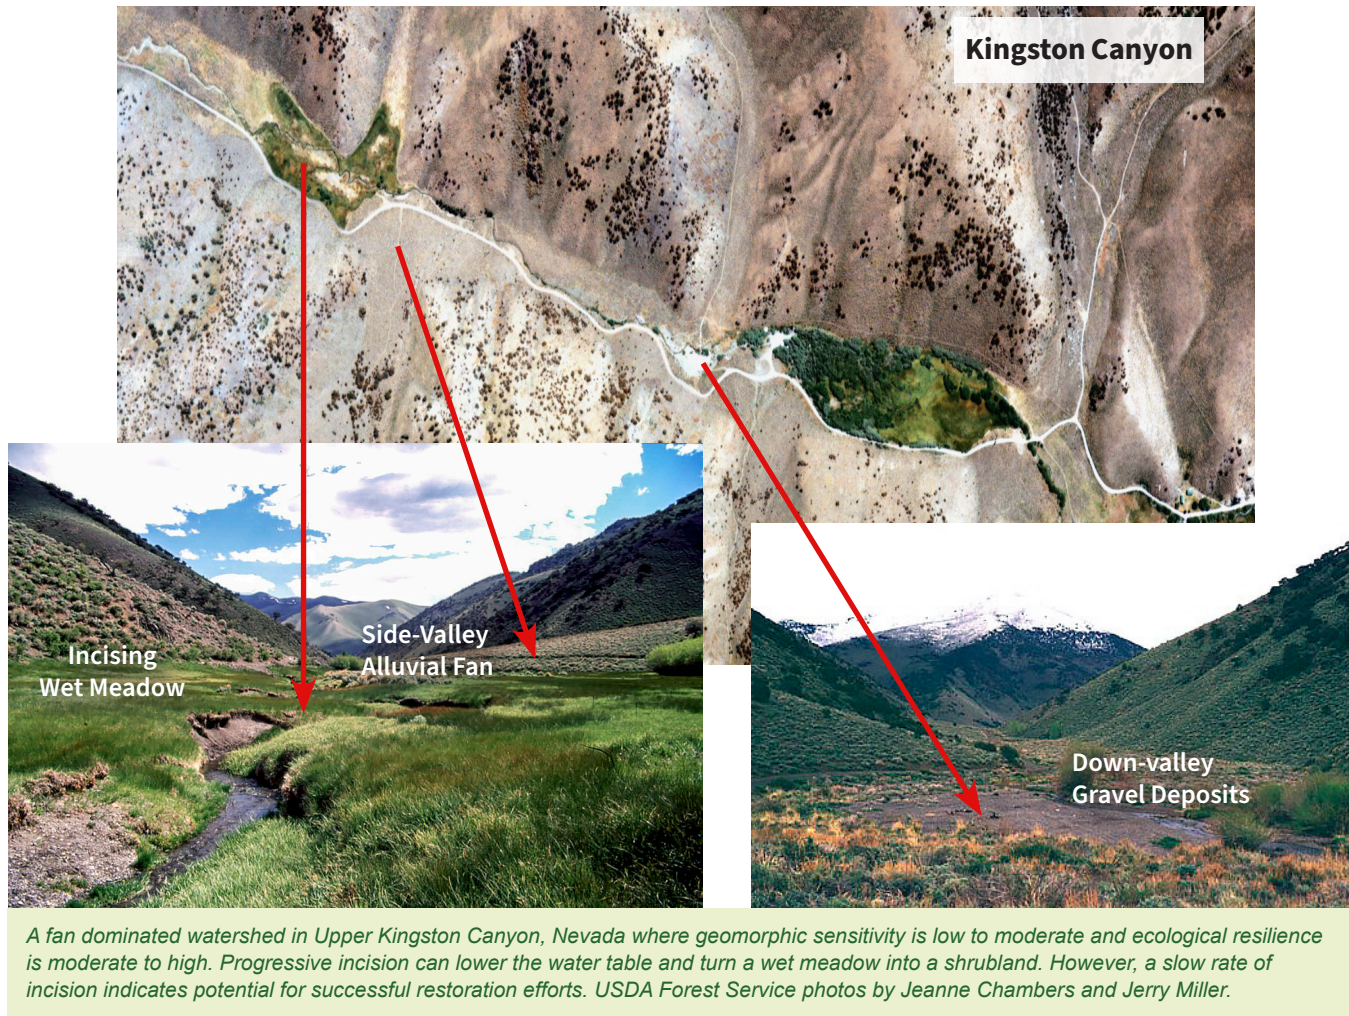 Kingston Canyon
Incising
Wet Meadow
Side-Valley
Alluvial Fan
Down-valley
Gravel Deposits
A fan dominated watershed in Upper Kingston Canyon, Nevada where geomorphic sensitivity is low to moderate and ecological resilience
is moderate to high. Progressive incision can lower the water table and turn a wet meadow into a shrubland. However, a slow rate of
incision indicates potential for successful restoration efforts. USDA Forest Service photos by Jeanne Chambers and Jerry Miller.